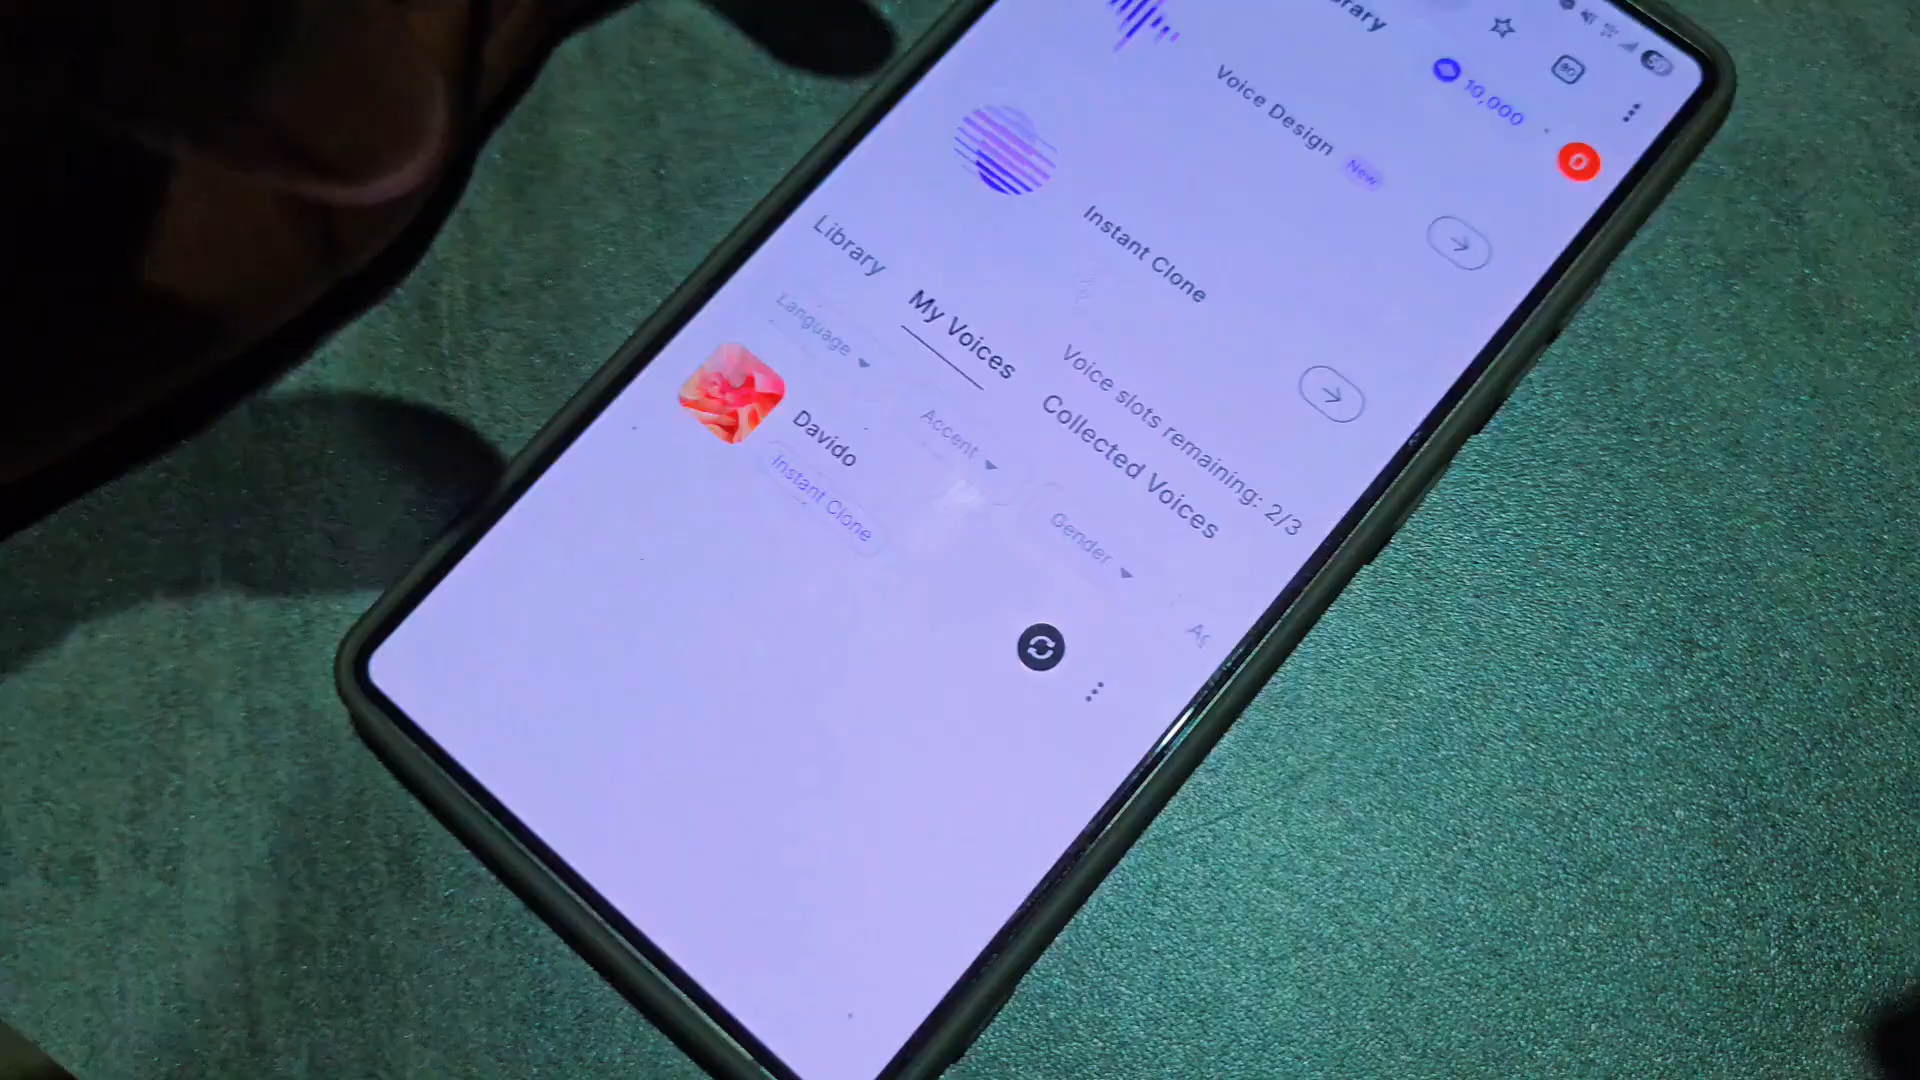 10,000
Voice Design New
Instant Clone
Voice slots remaining: 2/3
Library
My Voices
Collected Voices
Language
Accent
Gender
Davido
Instant Clone